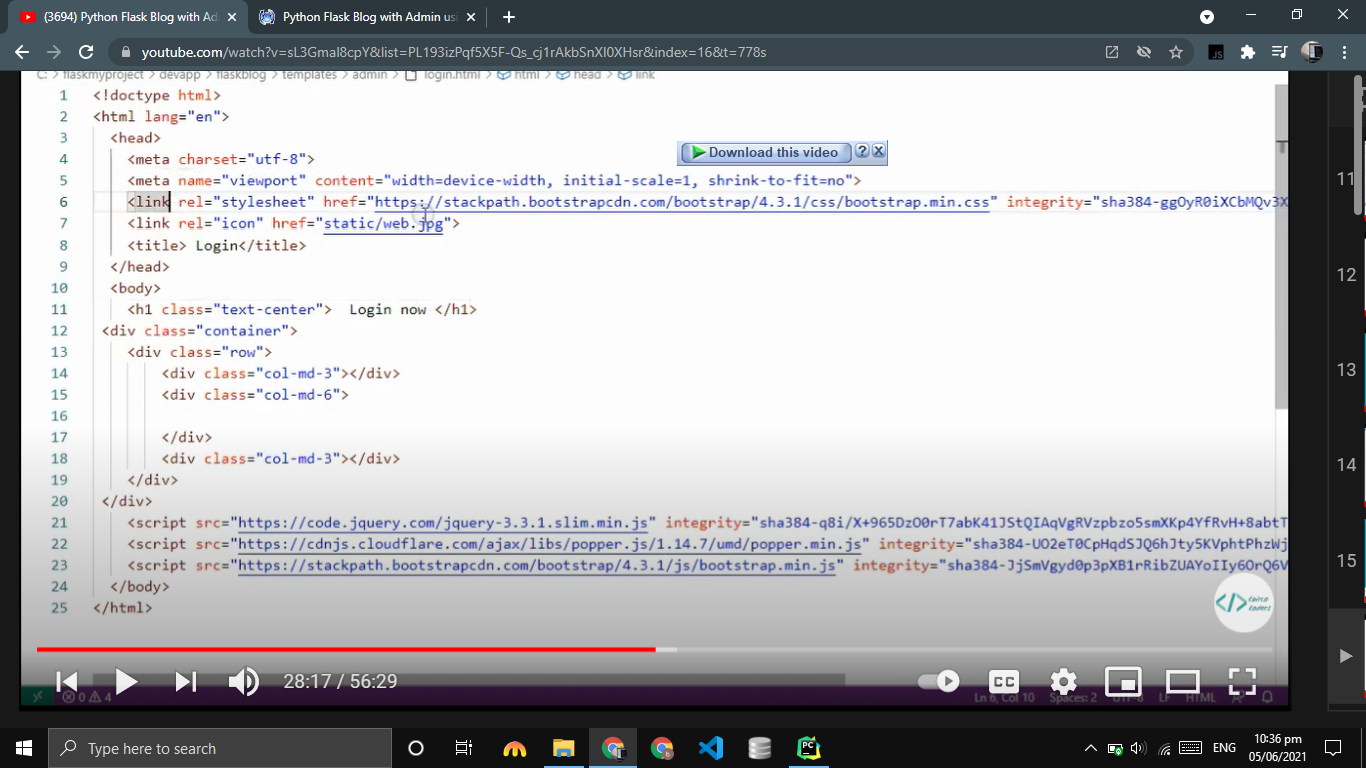 (3694) Python Flask Blog with Ad
Python Flask Blog with Admin us
youtube.com/watch?v=sL3Gmal8cpY&list=PL193izPqf5X5F-Qs_cj1rAkbSnXl0XHsr&index=16&t=778s
C: > flaskmyproject > devapp > flaskblog > templates > admin > login.html > html > head > link
1 <!doctype html>
2 <html lang="en">
3 <head>
4 <meta charset="utf-8">
5 <meta name="viewport" content="width=device-width, initial-scale=1, shrink-to-fit=no">
6 <link rel="stylesheet" href="https://stackpath.bootstrapcdn.com/bootstrap/4.3.1/css/bootstrap.min.css" integrity="sha384-ggOyR0iXCbMQv3X
7 <link rel="icon" href="static/web.jpg">
8 <title> Login</title>
9 </head>
10 <body>
11 <h1 class="text-center"> Login now </h1>
12 <div class="container">
13 <div class="row">
14 <div class="col-md-3"></div>
15 <div class="col-md-6">
16
17 </div>
18 <div class="col-md-3"></div>
19 </div>
20 </div>
21 <script src="https://code.jquery.com/jquery-3.3.1.slim.min.js" integrity="sha384-q8i/X+965DzO0rT7abK41JStQIAqVgRVzpbzo5smXKp4YfRvH+8abtT
22 <script src="https://cdnjs.cloudflare.com/ajax/libs/popper.js/1.14.7/umd/popper.min.js" integrity="sha384-UO2eT0CpHqdSJQ6hJty5KVphtPhzWj
23 <script src="https://stackpath.bootstrapcdn.com/bootstrap/4.3.1/js/bootstrap.min.js" integrity="sha384-JjSmVgyd0p3pXB1rRibZUAYoIIy6OrQ6V
24 </body>
25 </html>
Download this video ?
11
12
13
14
15
Cairco Coders
28:17 / 56:29
CC
0 4
Ln 6, Col 10 Spaces: 2 UTF-8 LF HTML
Type here to search
ENG
10:36 pm
05/06/2021